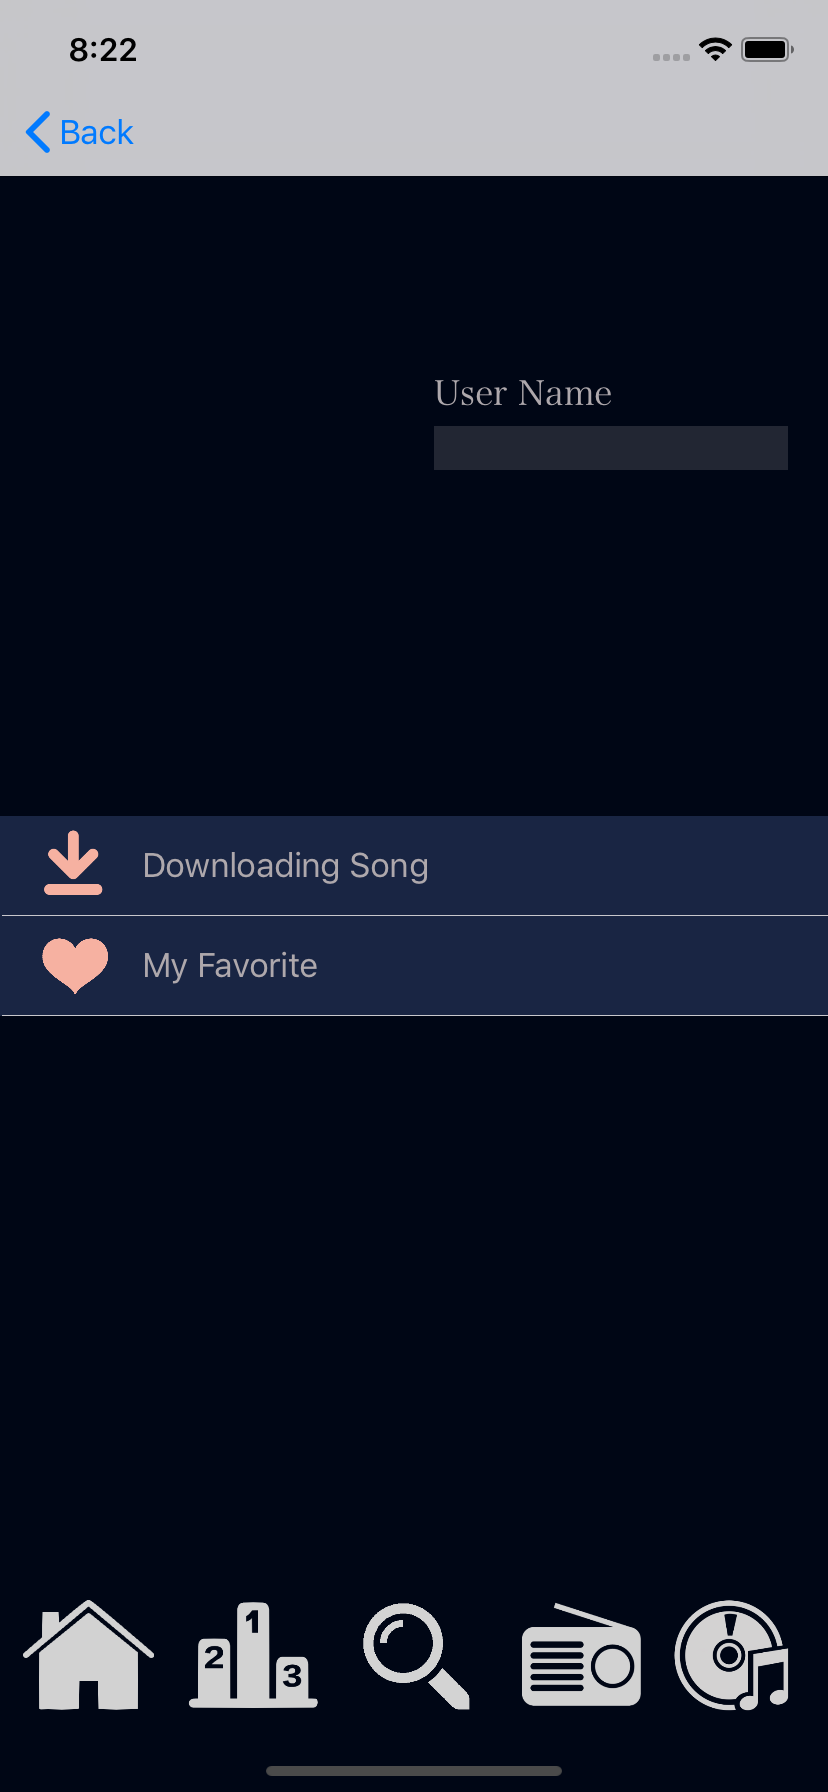 8:22
Back
User Name
Downloading Song
My Favorite
1
2
3